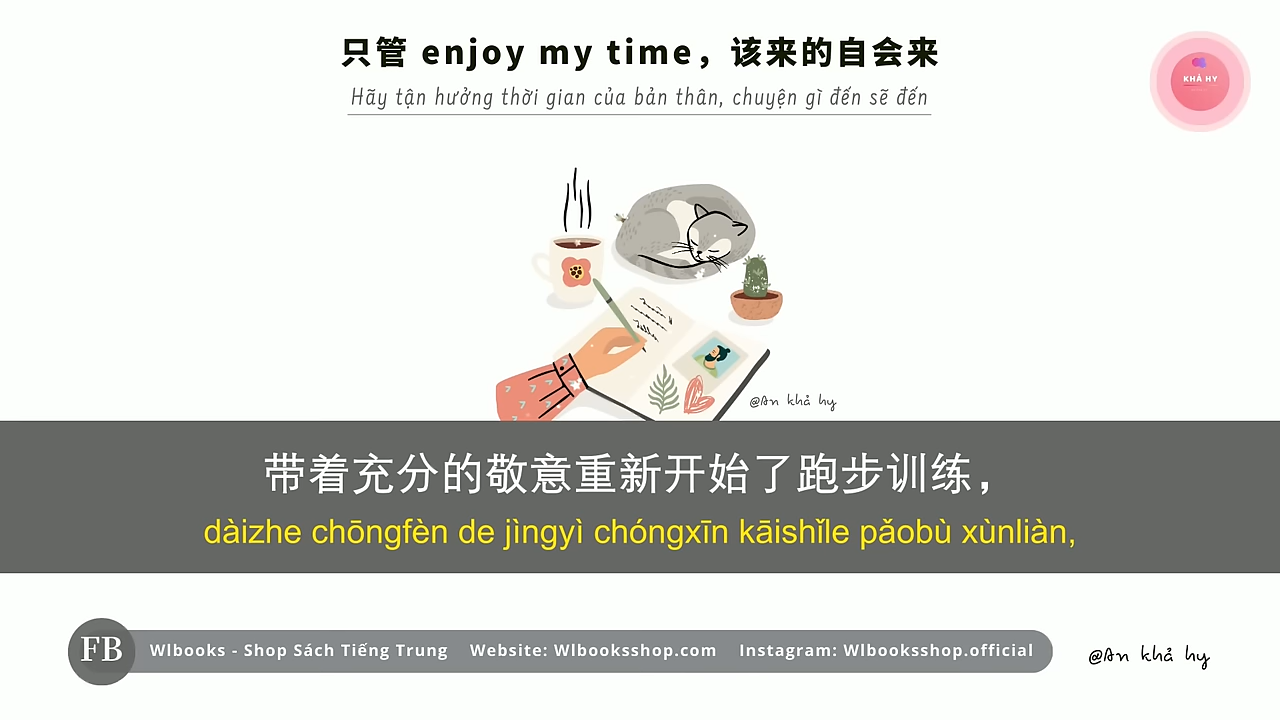 只管 enjoy my time，该来的自会来
Hãy tận hưởng thời gian của bản thân, chuyện gì đến sẽ đến
KHẢ HY
@An khả hy
带着充分的敬意重新开始了跑步训练，
dàizhe chōngfèn de jìngyì chóngxīn kāishǐle pǎobù xùnliàn,
FB
Wlbooks - Shop Sách Tiếng Trung Website: Wlbooksshop.com Instagram: Wlbooksshop.official
@An khả hy